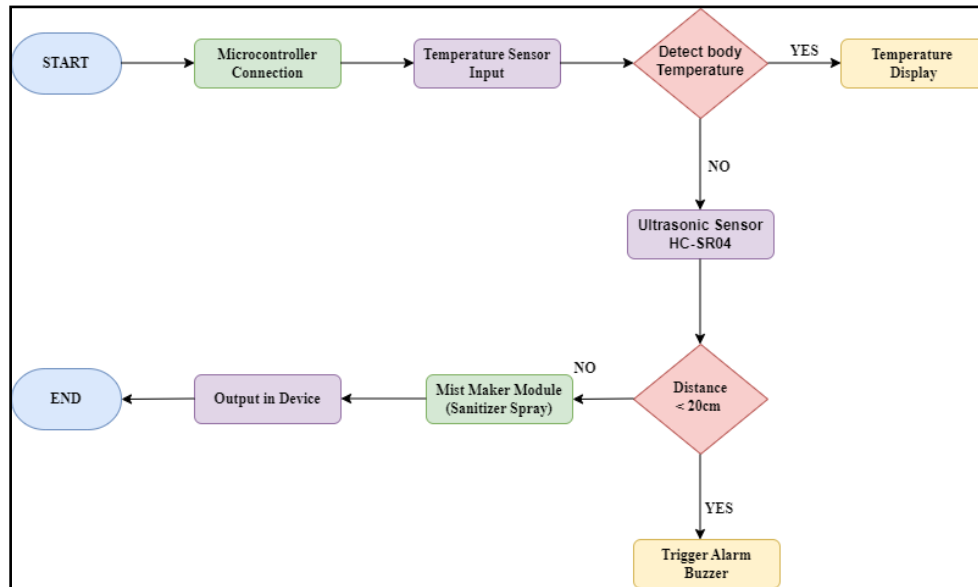 START
Microcontroller
Connection
Temperature Sensor
Input
Detect body
Temperature
YES
Temperature
Display
NO
Ultrasonic Sensor
HC-SR04
Distance
< 20cm
NO
Mist Maker Module
(Sanitizer Spray)
Output in Device
END
YES
Trigger Alarm
Buzzer